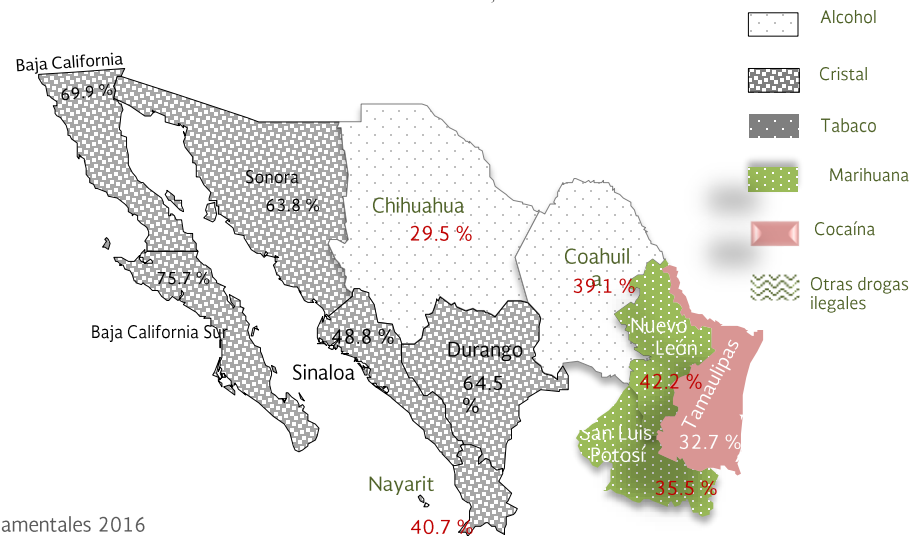 Alcohol
Cristal
Tabaco
Marihuana
Cocaína
Otras drogas
ilegales
Baja California
69.9 %
Sonora
63.8 %
Chihuahua
29.5 %
Coahuil
a
39.1 %
75.7 %
Baja California Sur
48.8 %
Sinaloa
Durango
64.5
%
Nuevo
León
42.2 %
Tamaulipas
32.7 %
San Luis
Potosí
35.5 %
Nayarit
40.7 %
amentales 2016